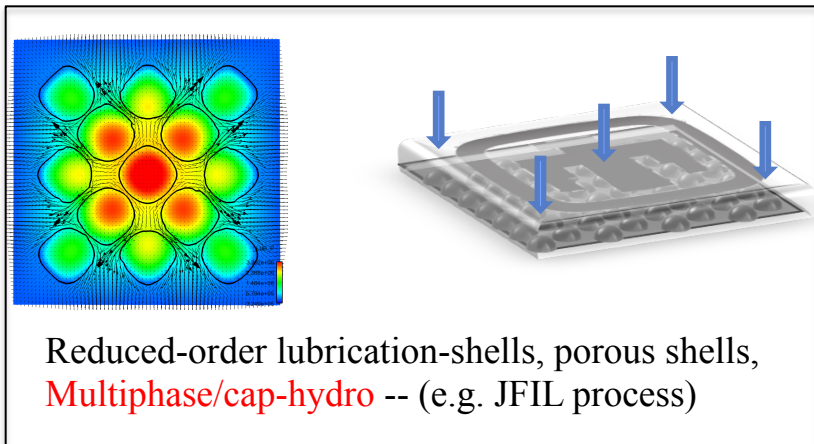 Reduced-order lubrication-shells, porous shells,
Multiphase/cap-hydro -- (e.g. JFIL process)